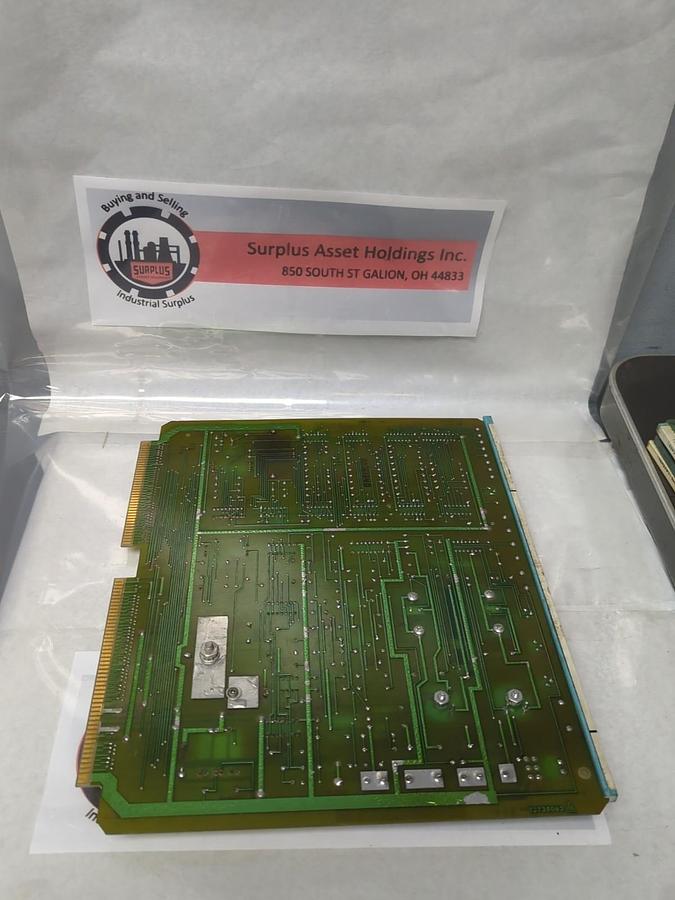 Buying and Selling
SURPLUS
Industrial Surplus
Surplus Asset Holdings Inc.
850 SOUTH ST GALION, OH 44833